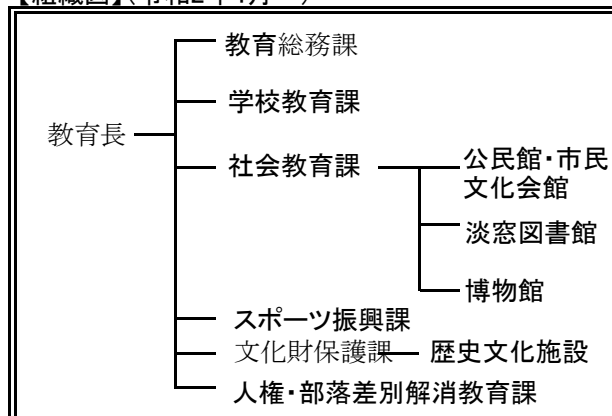 教育総務課
学校教育課
教育長
社会教育課
公民館・市民
文化会館
淡窓図書館
博物館
スポーツ振興課
文化財保護課
歴史文化施設
人権・部落差別解消教育課